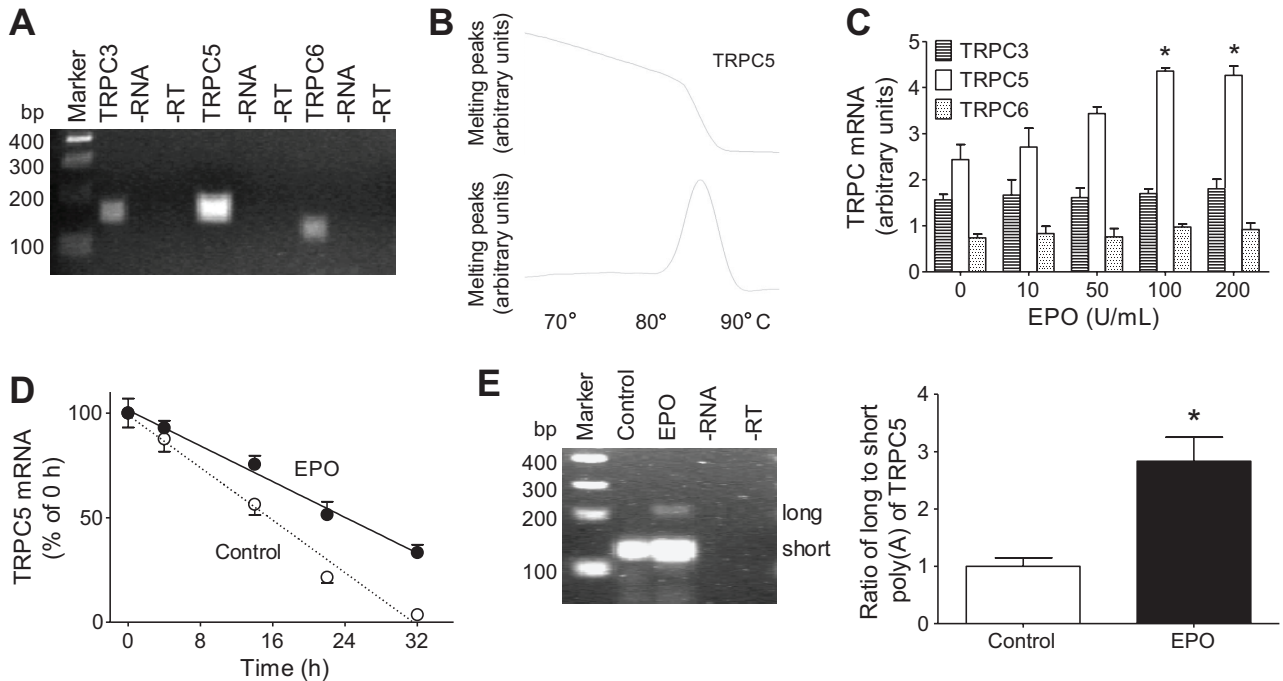 A
bp
Marker
TRPC3
-RNA
-RT
TRPC5
-RNA
-RT
TRPC6
-RNA
-RT
400
300
200
100
B
Melting peaks
(arbitrary units)
TRPC5
Melting peaks
(arbitrary units)
70° 80° 90° C
C
TRPC mRNA
(arbitrary units)
5
4
3
2
1
0
TRPC3
TRPC5
TRPC6
* *
0 10 50 100 200
EPO (U/mL)
D
TRPC5 mRNA
(% of 0 h)
100
50
0
EPO
Control
0 8 16 24 32
Time (h)
E
bp
Marker
Control
EPO
-RNA
-RT
400
300
200
100
long
short
Ratio of long to short
poly(A) of TRPC5
4
3
2
1
0
*
Control EPO